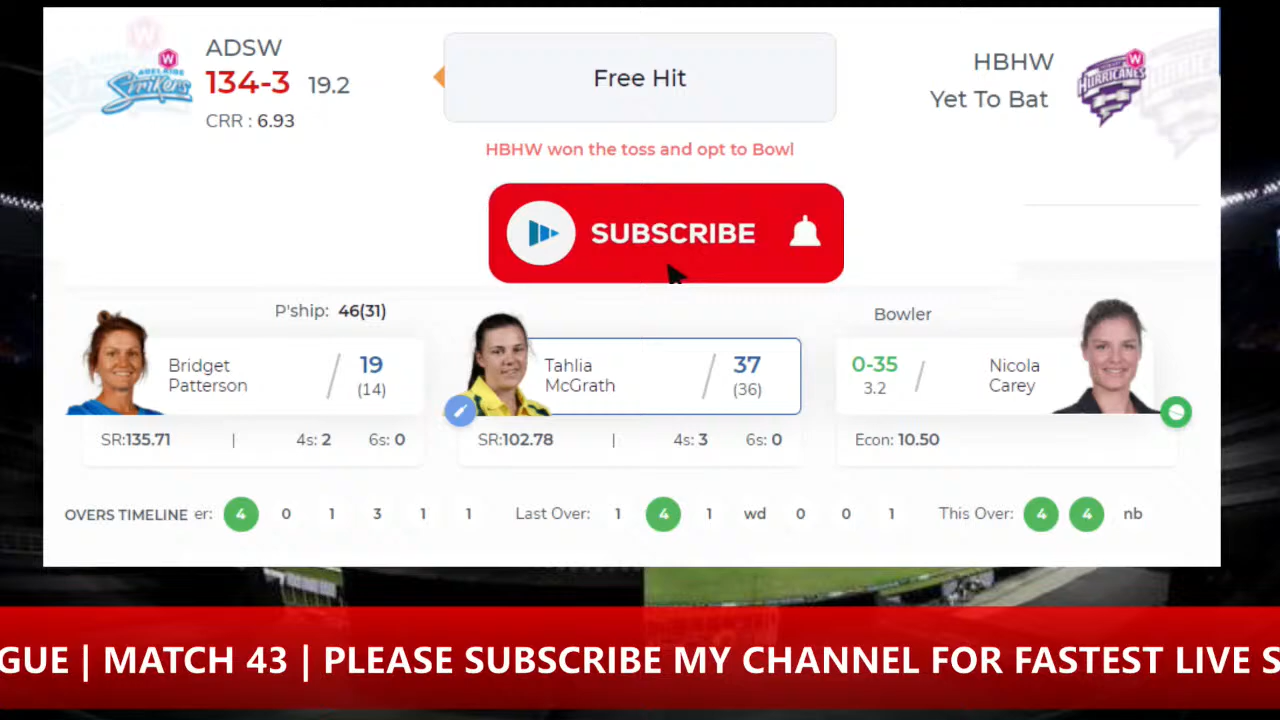 ADSW
134-3 19.2
CRR : 6.93
Free Hit
HBHW
Yet To Bat
W
ADELAIDE
STRIKERS
W
HURRICANES
HBHW won the toss and opt to Bowl
SUBSCRIBE
P'ship: 46(31)
Bowler
Bridget
Patterson
19
(14)
Tahlia
McGrath
37
(36)
0-35
3.2
Nicola
Carey
SR:135.71 | 4s: 2 6s: 0
SR:102.78 | 4s: 3 6s: 0
Econ: 10.50
OVERS TIMELINE er: 4 0 1 3 1 1 Last Over: 1 4 1 wd 0 0 1 This Over: 4 4 nb
GUE | MATCH 43 | PLEASE SUBSCRIBE MY CHANNEL FOR FASTEST LIVE S